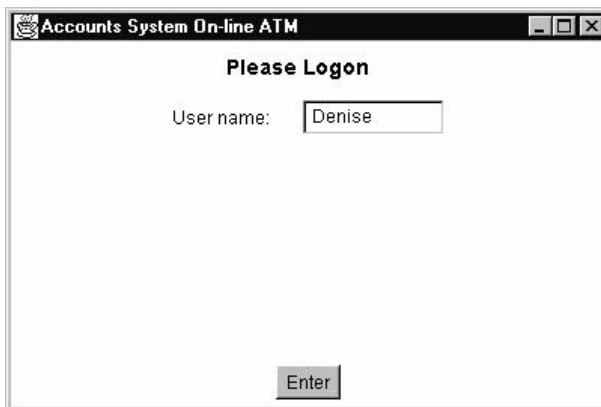 Accounts System On-line ATM
Please Logon
User name: Denise
Enter